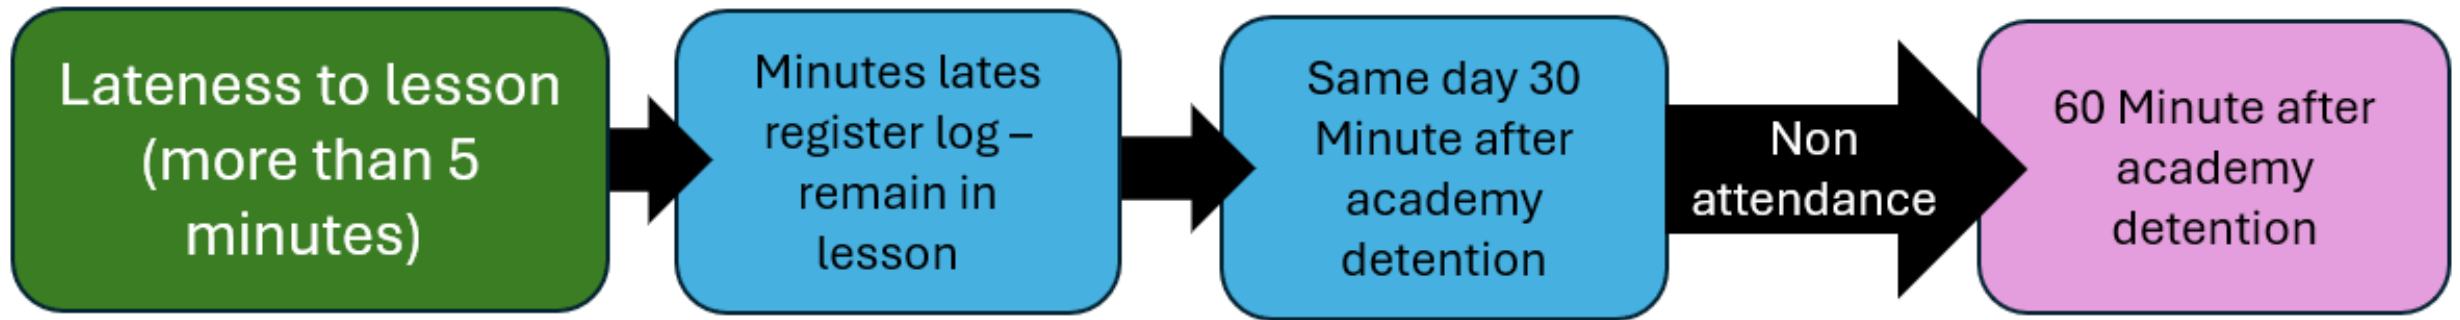 Lateness to lesson
(more than 5
minutes)
Minutes lates
register log –
remain in
lesson
Same day 30
Minute after
academy
detention
Non
attendance
60 Minute after
academy
detention